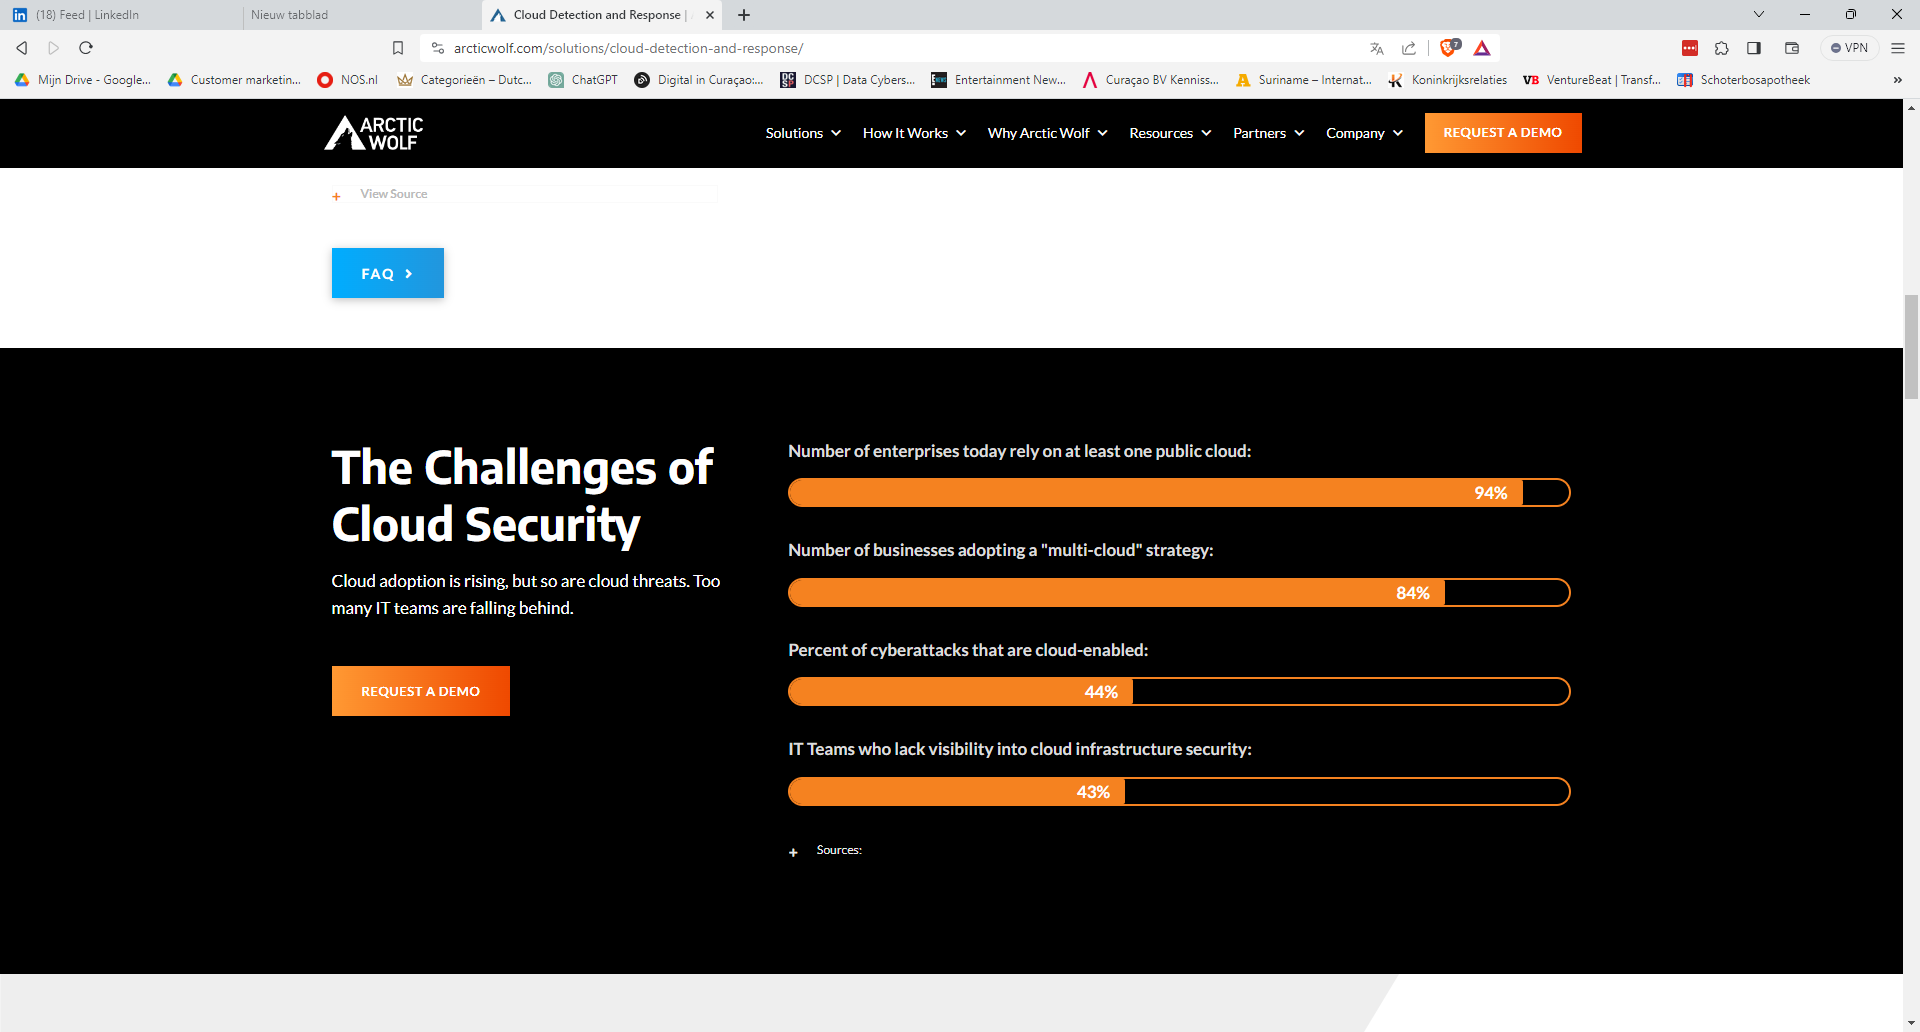 (18) Feed | LinkedIn
Nieuw tabblad
Cloud Detection and Response |
arcticwolf.com/solutions/cloud-detection-and-response/
7
VPN
Mijn Drive - Google...
Customer marketin...
NOS.nl
Categorieën – Dutc...
ChatGPT
Digital in Curaçao:...
DCSP | Data Cybers...
Entertainment New...
Curaçao BV Kenniss...
Suriname – Internat...
Koninkrijksrelaties
VB VentureBeat | Transf...
Schoterbosapotheek
ARCTIC
WOLF
Solutions
How It Works
Why Arctic Wolf
Resources
Partners
Company
REQUEST A DEMO
+ View Source
FAQ
The Challenges of
Cloud Security
Cloud adoption is rising, but so are cloud threats. Too
many IT teams are falling behind.
REQUEST A DEMO
Number of enterprises today rely on at least one public cloud:
94%
Number of businesses adopting a "multi-cloud" strategy:
84%
Percent of cyberattacks that are cloud-enabled:
44%
IT Teams who lack visibility into cloud infrastructure security:
43%
+ Sources: